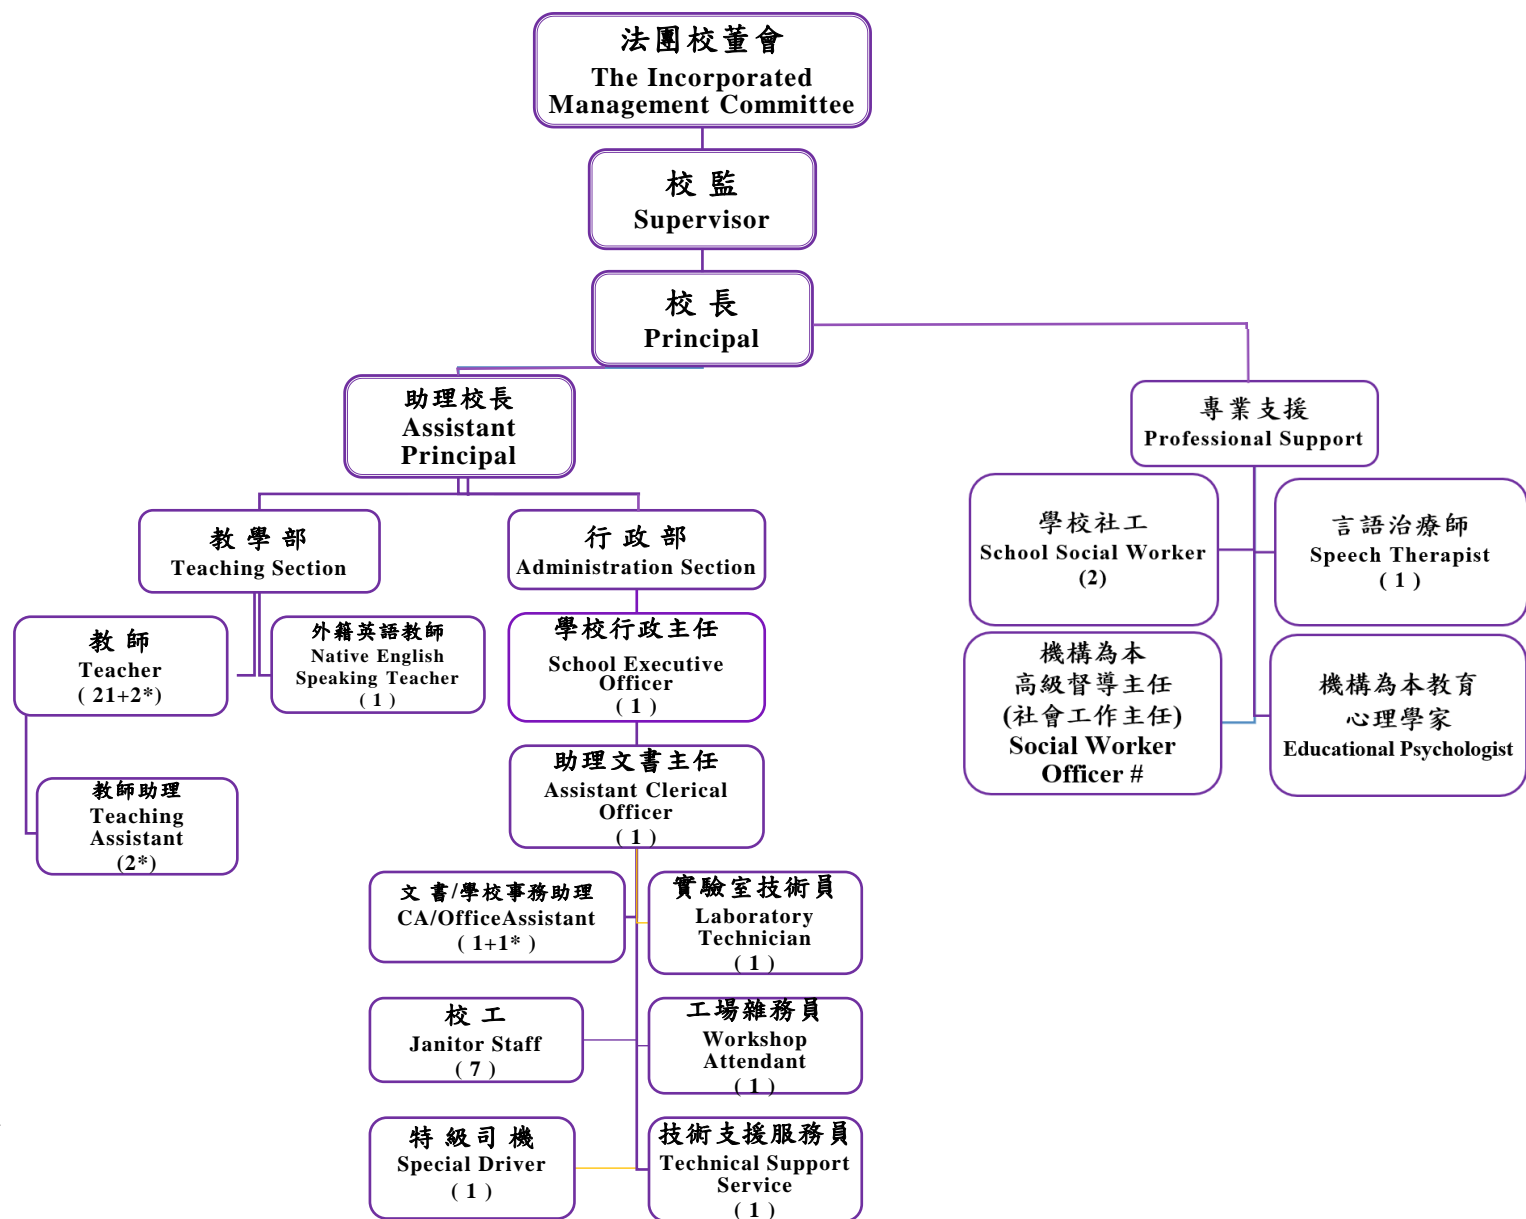 法團校董會
The Incorporated
Management Committee
校 監
Supervisor
校 長
Principal
助理校長
Assistant
Principal
專業支援
Professional Support
教 學 部
Teaching Section
行 政 部
Administration Section
學校社工
School Social Worker
(2)
言語治療師
Speech Therapist
( 1 )
教 師
Teacher
( 21+2*)
外籍英語教師
Native English
Speaking Teacher
( 1 )
學校行政主任
School Executive
Officer
( 1 )
機構為本
高級督導主任
(社會工作主任)
Social Worker
Officer #
機構為本教育
心理學家
Educational Psychologist
教師助理
Teaching
Assistant
(2*)
助理文書主任
Assistant Clerical
Officer
( 1 )
文 書/學校事務助理
CA/OfficeAssistant
( 1+1* )
實驗室技術員
Laboratory
Technician
( 1 )
校 工
Janitor Staff
( 7 )
工場雜務員
Workshop
Attendant
( 1 )
特 級 司 機
Special Driver
( 1 )
技術支援服務員
Technical Support
Service
( 1 )